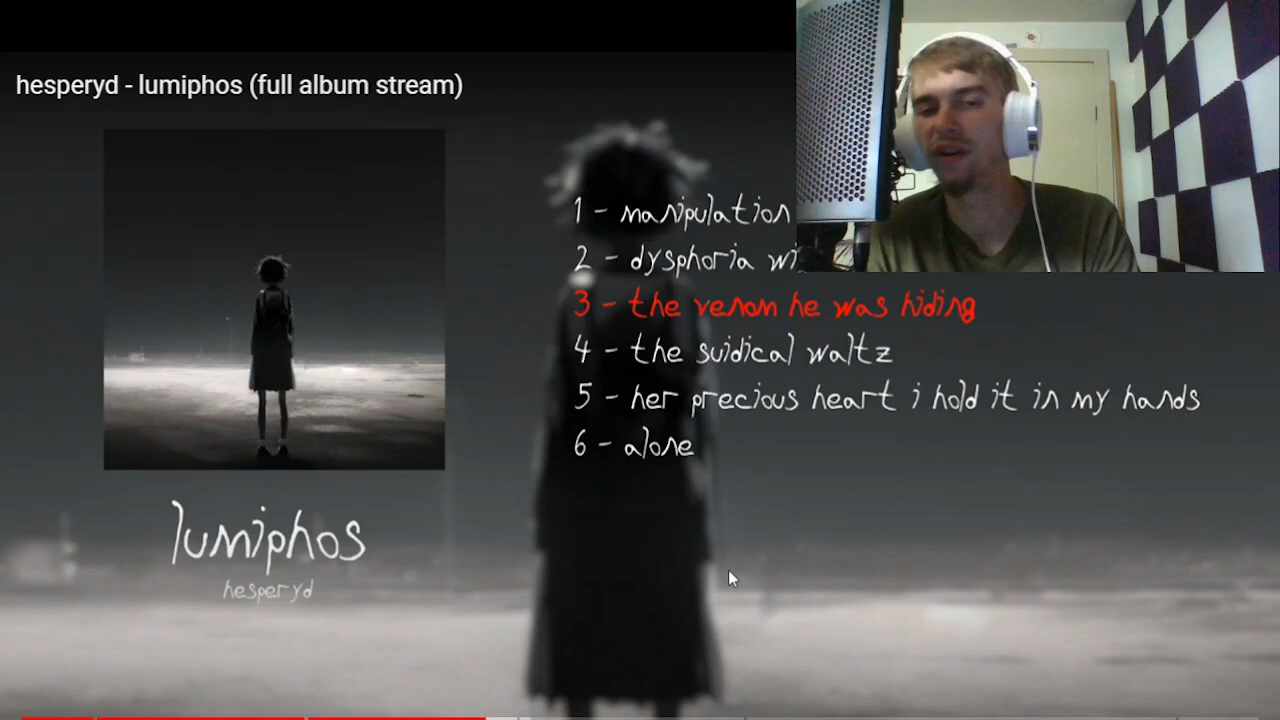 hesperyd - lumiphos (full album stream)
1 - manipulation
2 - dysphoria wi
3 - the venom he was hiding
4 - the suidical waltz
5 - her precious heart i hold it in my hands
6 - alone
lumiphos
hesperyd